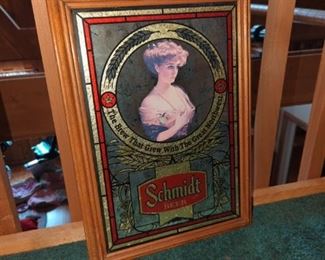 The Brew That Grew With The Great Northwest
Schmidt
BEER